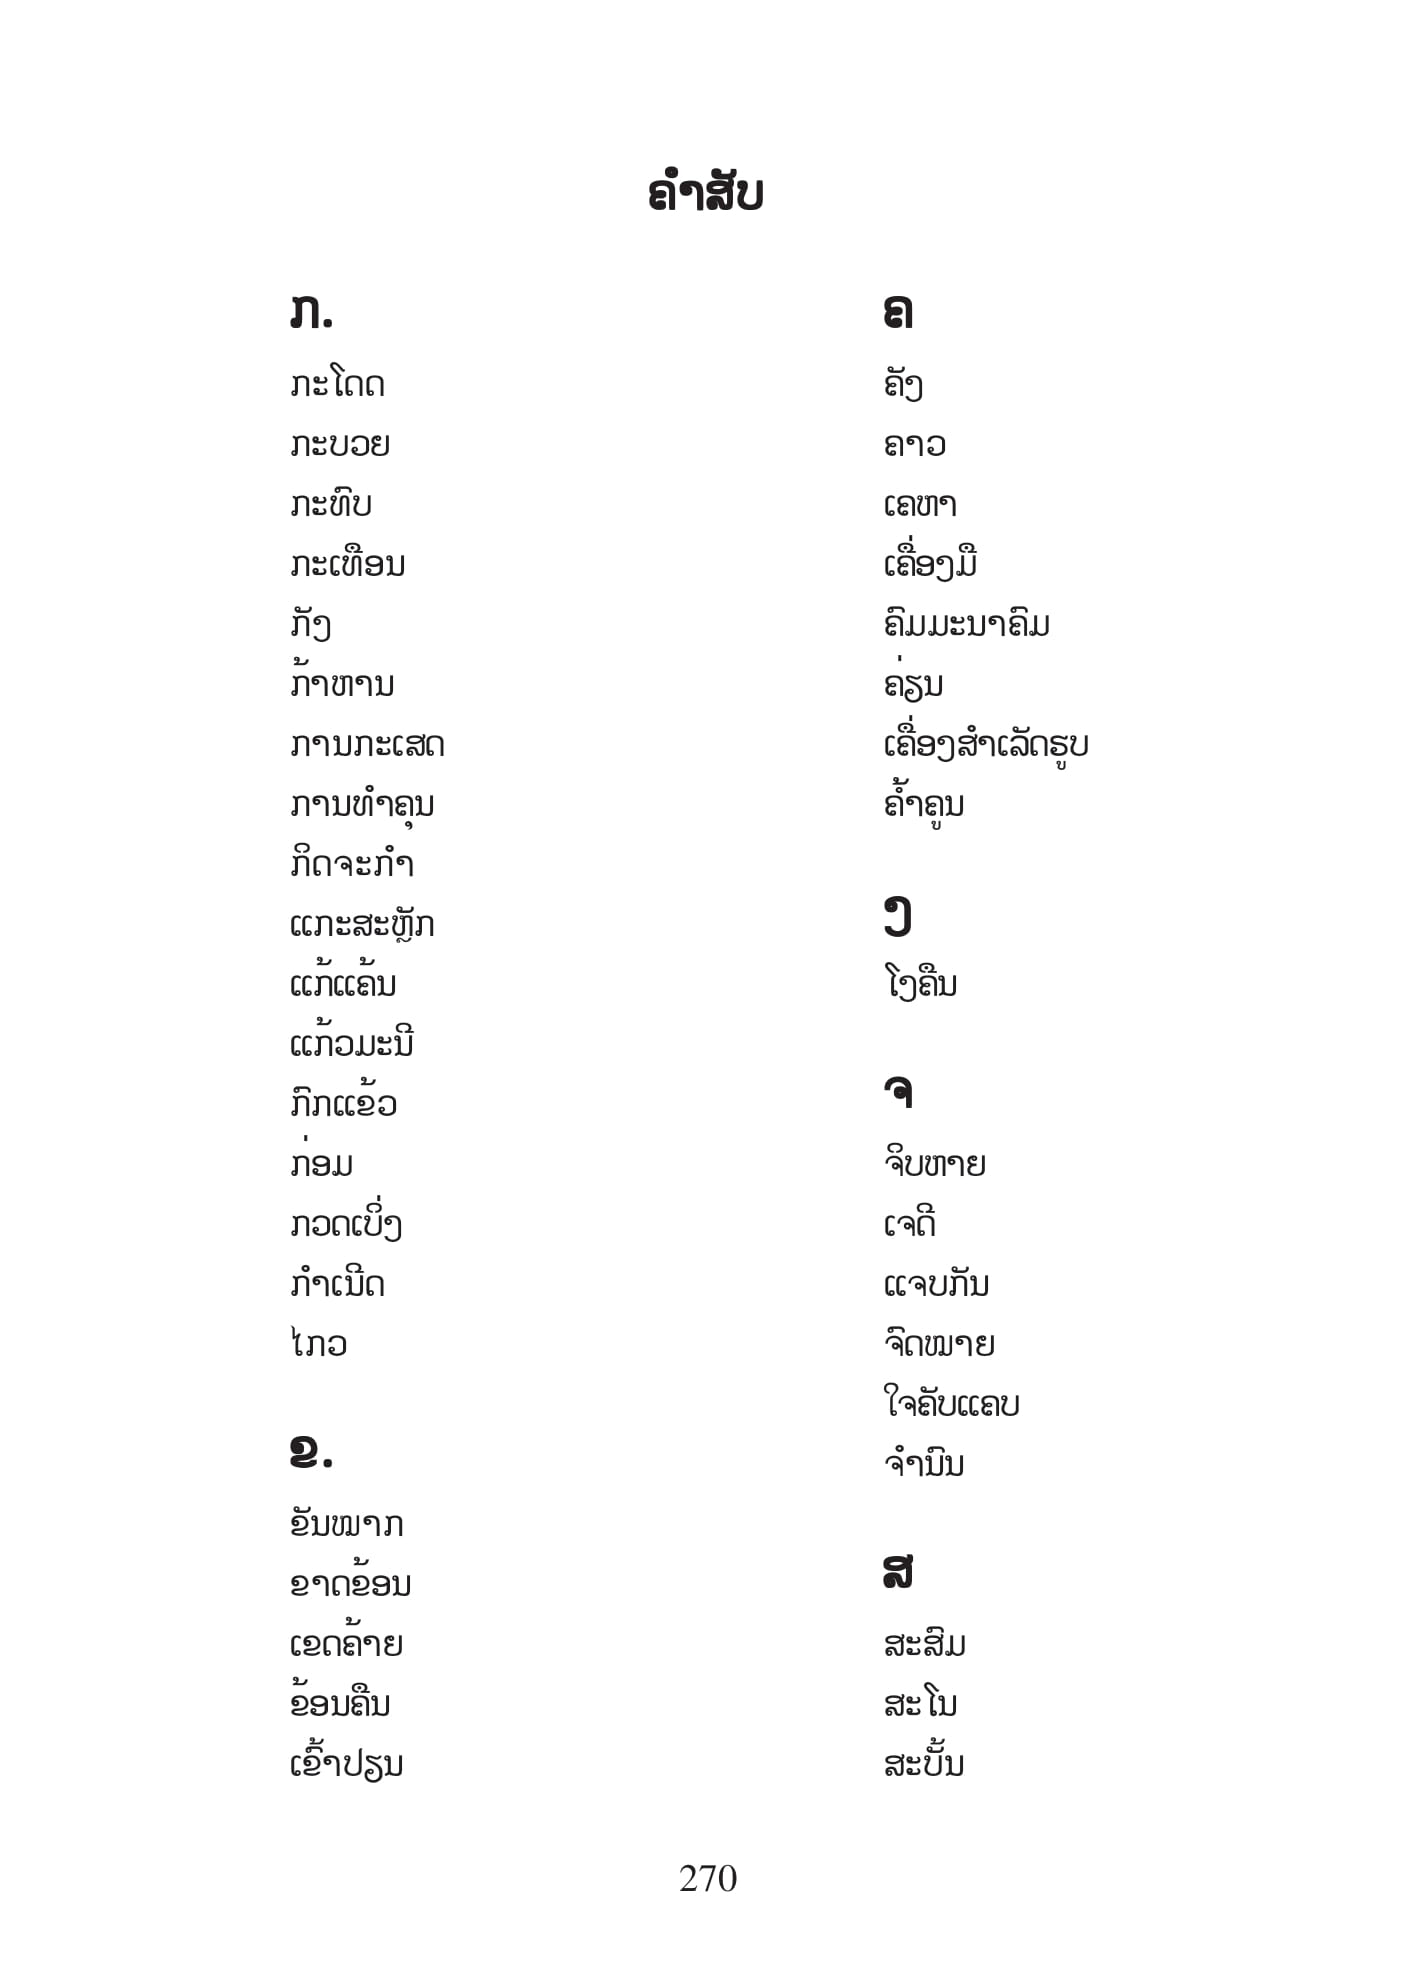 ຄຳສັບ
ກ.
ກະໂດດ
ກະບວຍ
ກະທົບ
ກະເທືອນ
ກັງ
ກ້າຫານ
ການກະເສດ
ການທຳຄຸນ
ກິດຈະກຳ
ແກະສະຫຼັກ
ແກ້ແຄ້ນ
ແກ້ວມະນີ
ກົກແຂ້ວ
ກ່ອມ
ກວດເບິ່ງ
ກຳເນີດ
ໄກວ
ຂ.
ຂັນໝາກ
ຂາດຂ້ອນ
ເຂດຄ້າຍ
ຂ້ອນຄືນ
ເຂົ້າປຽນ
ຄ
ຄັງ
ຄາວ
ເຄຫາ
ເຄື່ອງມື
ຄົມມະນາຄົມ
ຄ່ຽນ
ເຄື່ອງສຳເລັດຮູບ
ຄ້ຳຄູນ
ງ
ໂງຄືນ
ຈ
ຈິບຫາຍ
ເຈດີ
ແຈບກັນ
ຈົດໝາຍ
ໃຈຄັບແຄບ
ຈຳນົນ
ສ
ສະສົມ
ສະໂນ
ສະບັ້ນ
270